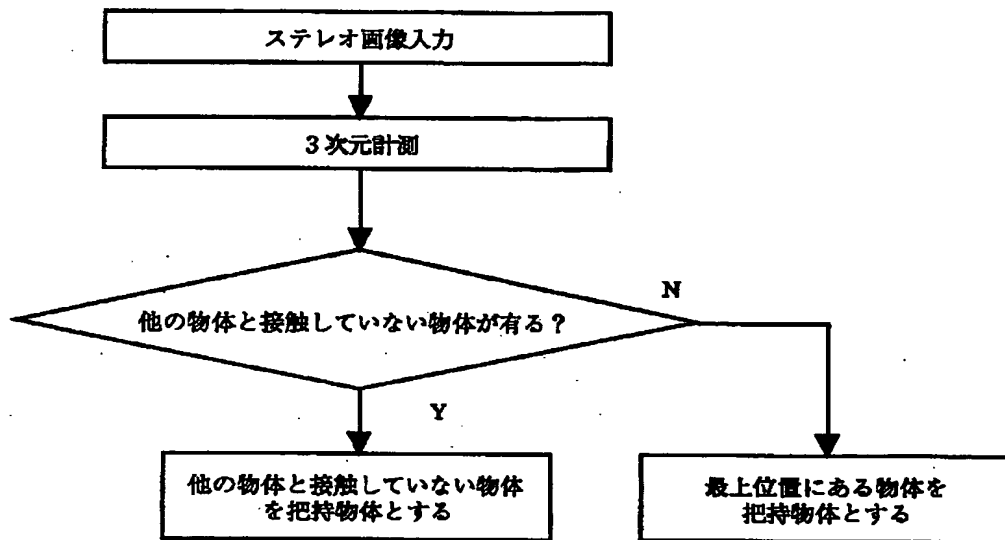 ステレオ画像入力
３次元計測
他の物体と接触していない物体が有る？
N
Y
他の物体と接触していない物体
を把持物体とする
最上位置にある物体を
把持物体とする